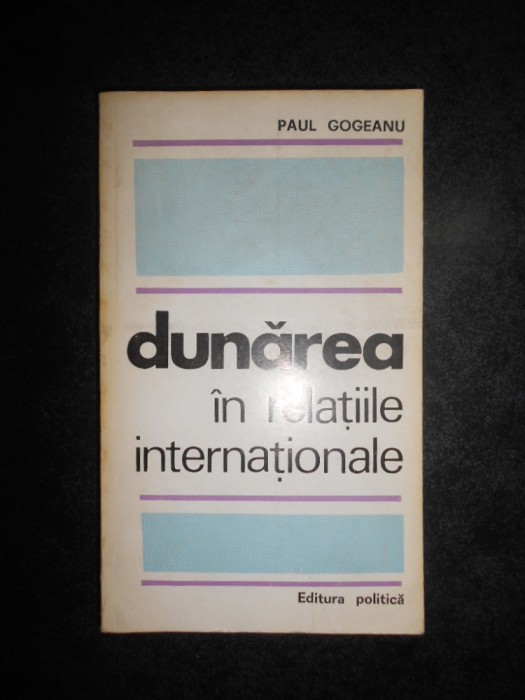 PAUL GOGEANU
dunărea
în relațiile
internaționale
Editura politică